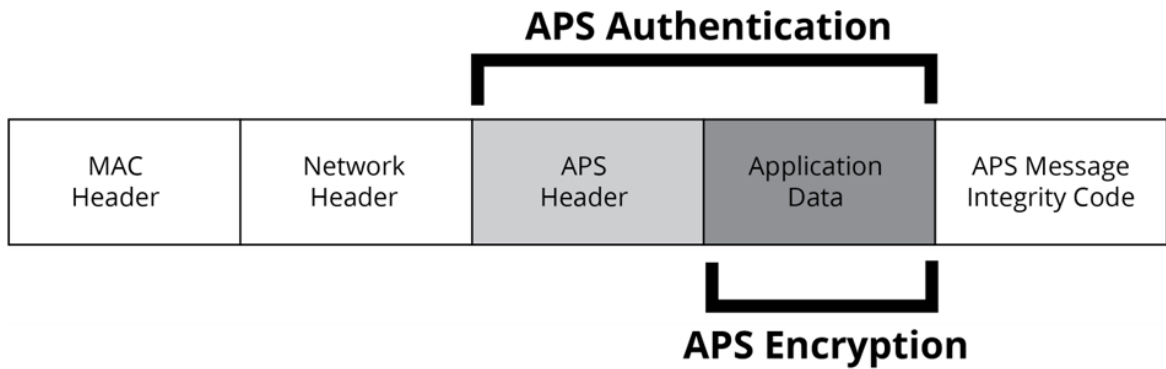 APS Authentication
MAC
Header
Network
Header
APS
Header
Application
Data
APS Message
Integrity Code
APS Encryption